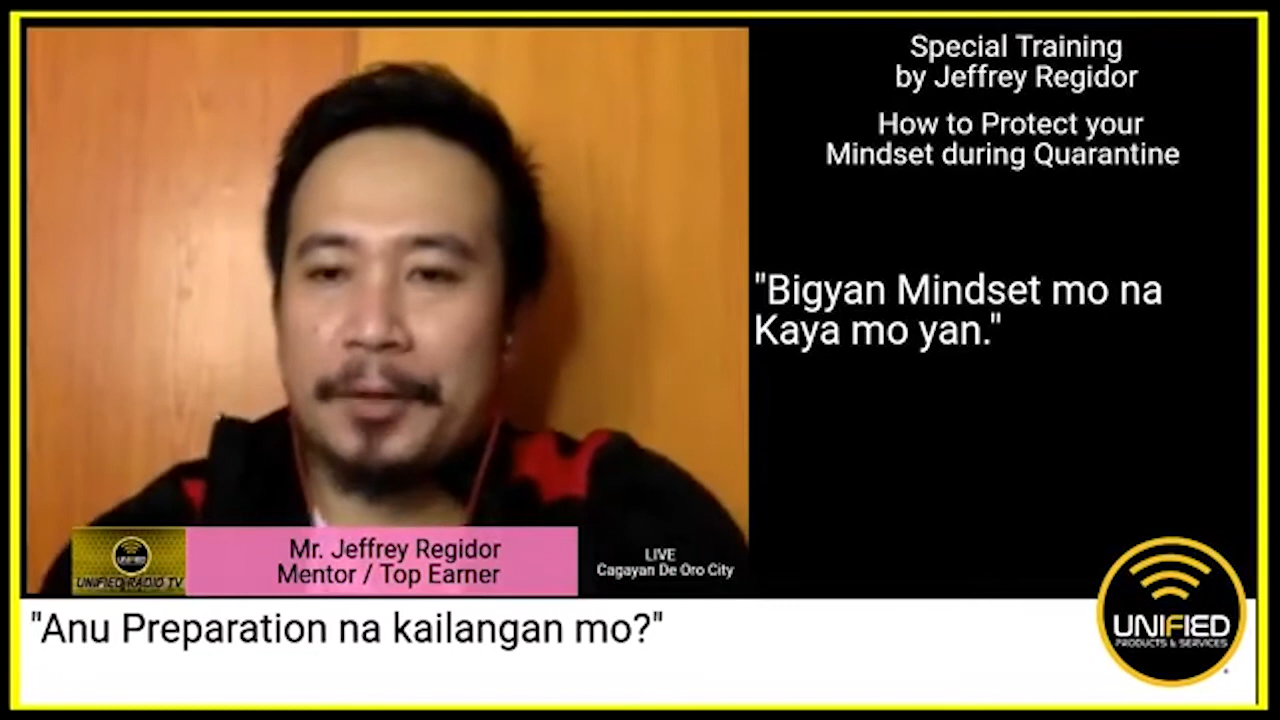 Special Training
by Jeffrey Regidor
How to Protect your
Mindset during Quarantine
"Bigyan Mindset mo na
Kaya mo yan."
UNIFIED
UNIFIED RADIO TV
Mr. Jeffrey Regidor
Mentor / Top Earner
LIVE
Cagayan De Oro City
"Anu Preparation na kailangan mo?"
UNIFIED
PRODUCTS & SERVICES